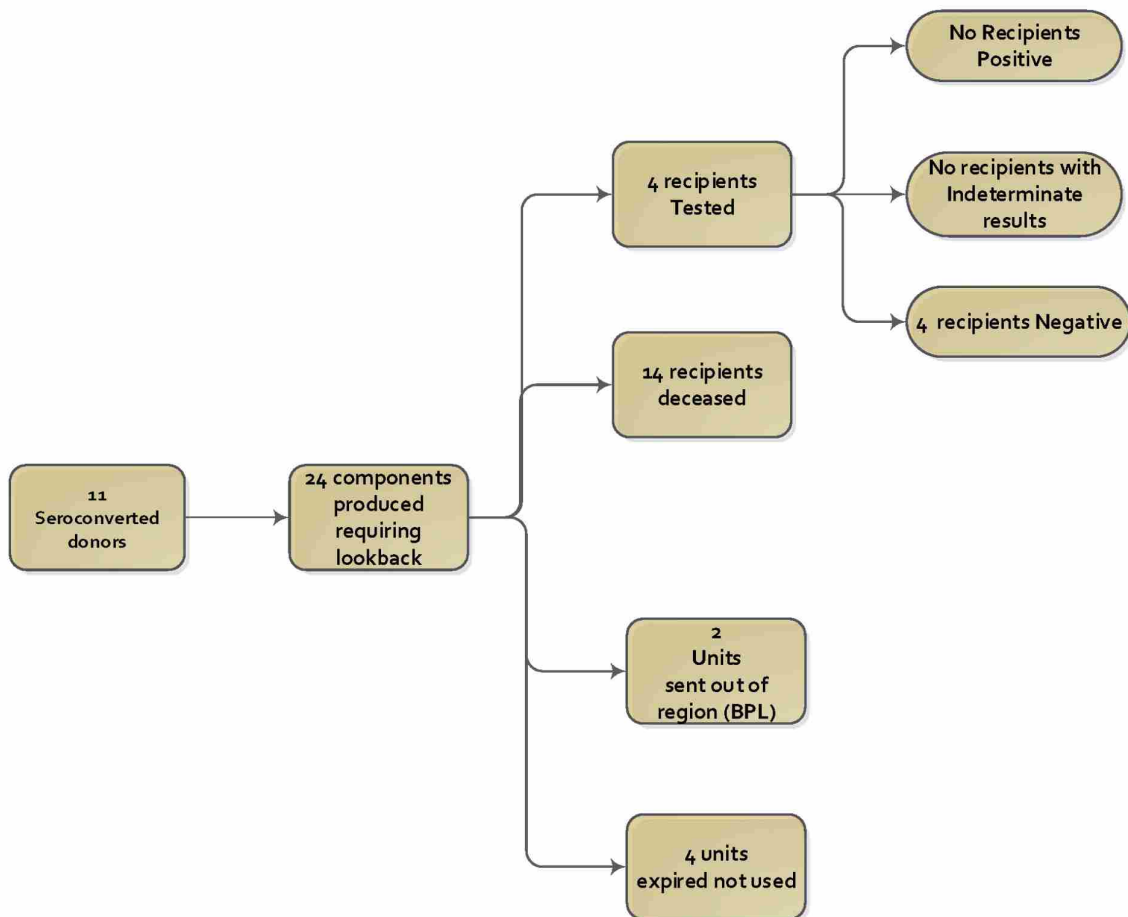 11
Seroconverted
donors
24 components
produced
requiring
lookback
4 recipients
Tested
14 recipients
deceased
2
Units
sent out of
region (BPL)
4 units
expired not used
No Recipients
Positive
No recipients with
Indeterminate
results
4 recipients Negative